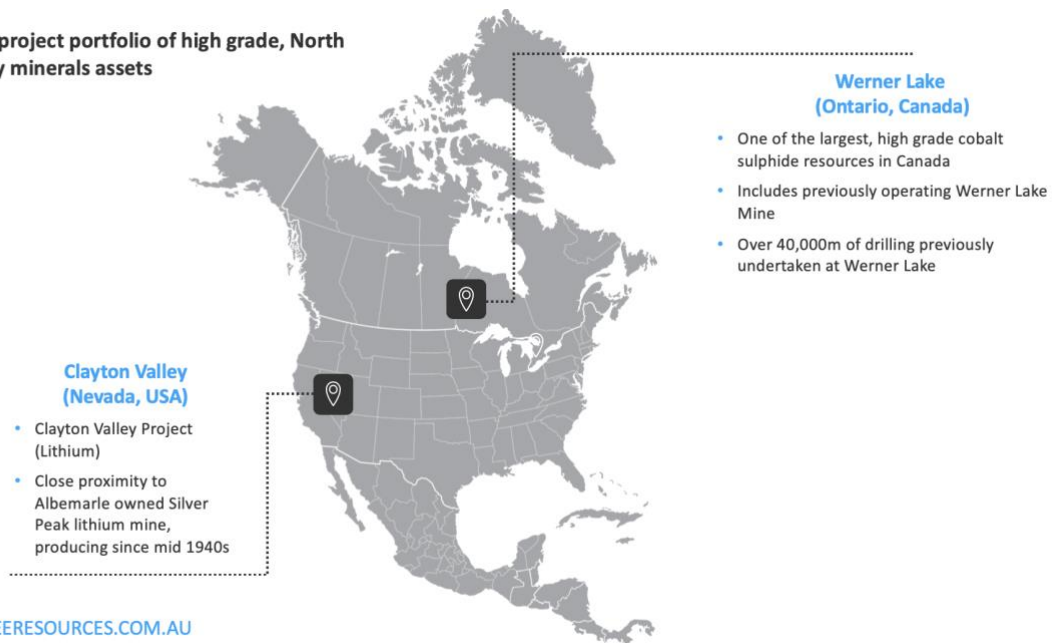 project portfolio of high grade, North
minerals assets
Werner Lake
(Ontario, Canada)
• One of the largest, high grade cobalt
sulphide resources in Canada
• Includes previously operating Werner Lake
Mine
• Over 40,000m of drilling previously
undertaken at Werner Lake
Clayton Valley
(Nevada, USA)
• Clayton Valley Project
(Lithium)
• Close proximity to
Albemarle owned Silver
Peak lithium mine,
producing since mid 1940s
EERESOURCES.COM.AU